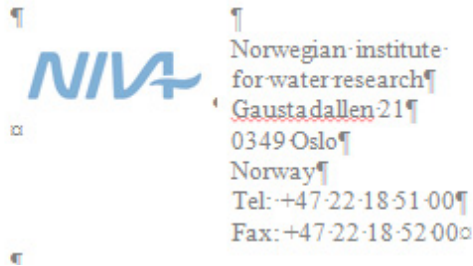 NIVA
Norwegian institute
for water research
Gaustadallen 21
0349 Oslo
Norway
Tel: +47 22 18 51 00
Fax: +47 22 18 52 00